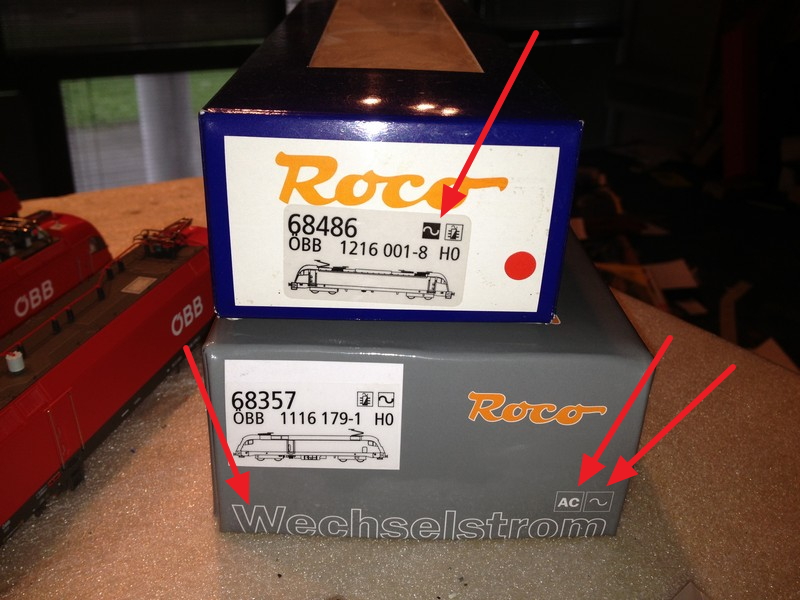 Roco
68486
ÖBB 1216 001-8 H0
ÖBB
ÖBB
68357
ÖBB 1116 179-1 H0
Roco
AC
Wechselstrom